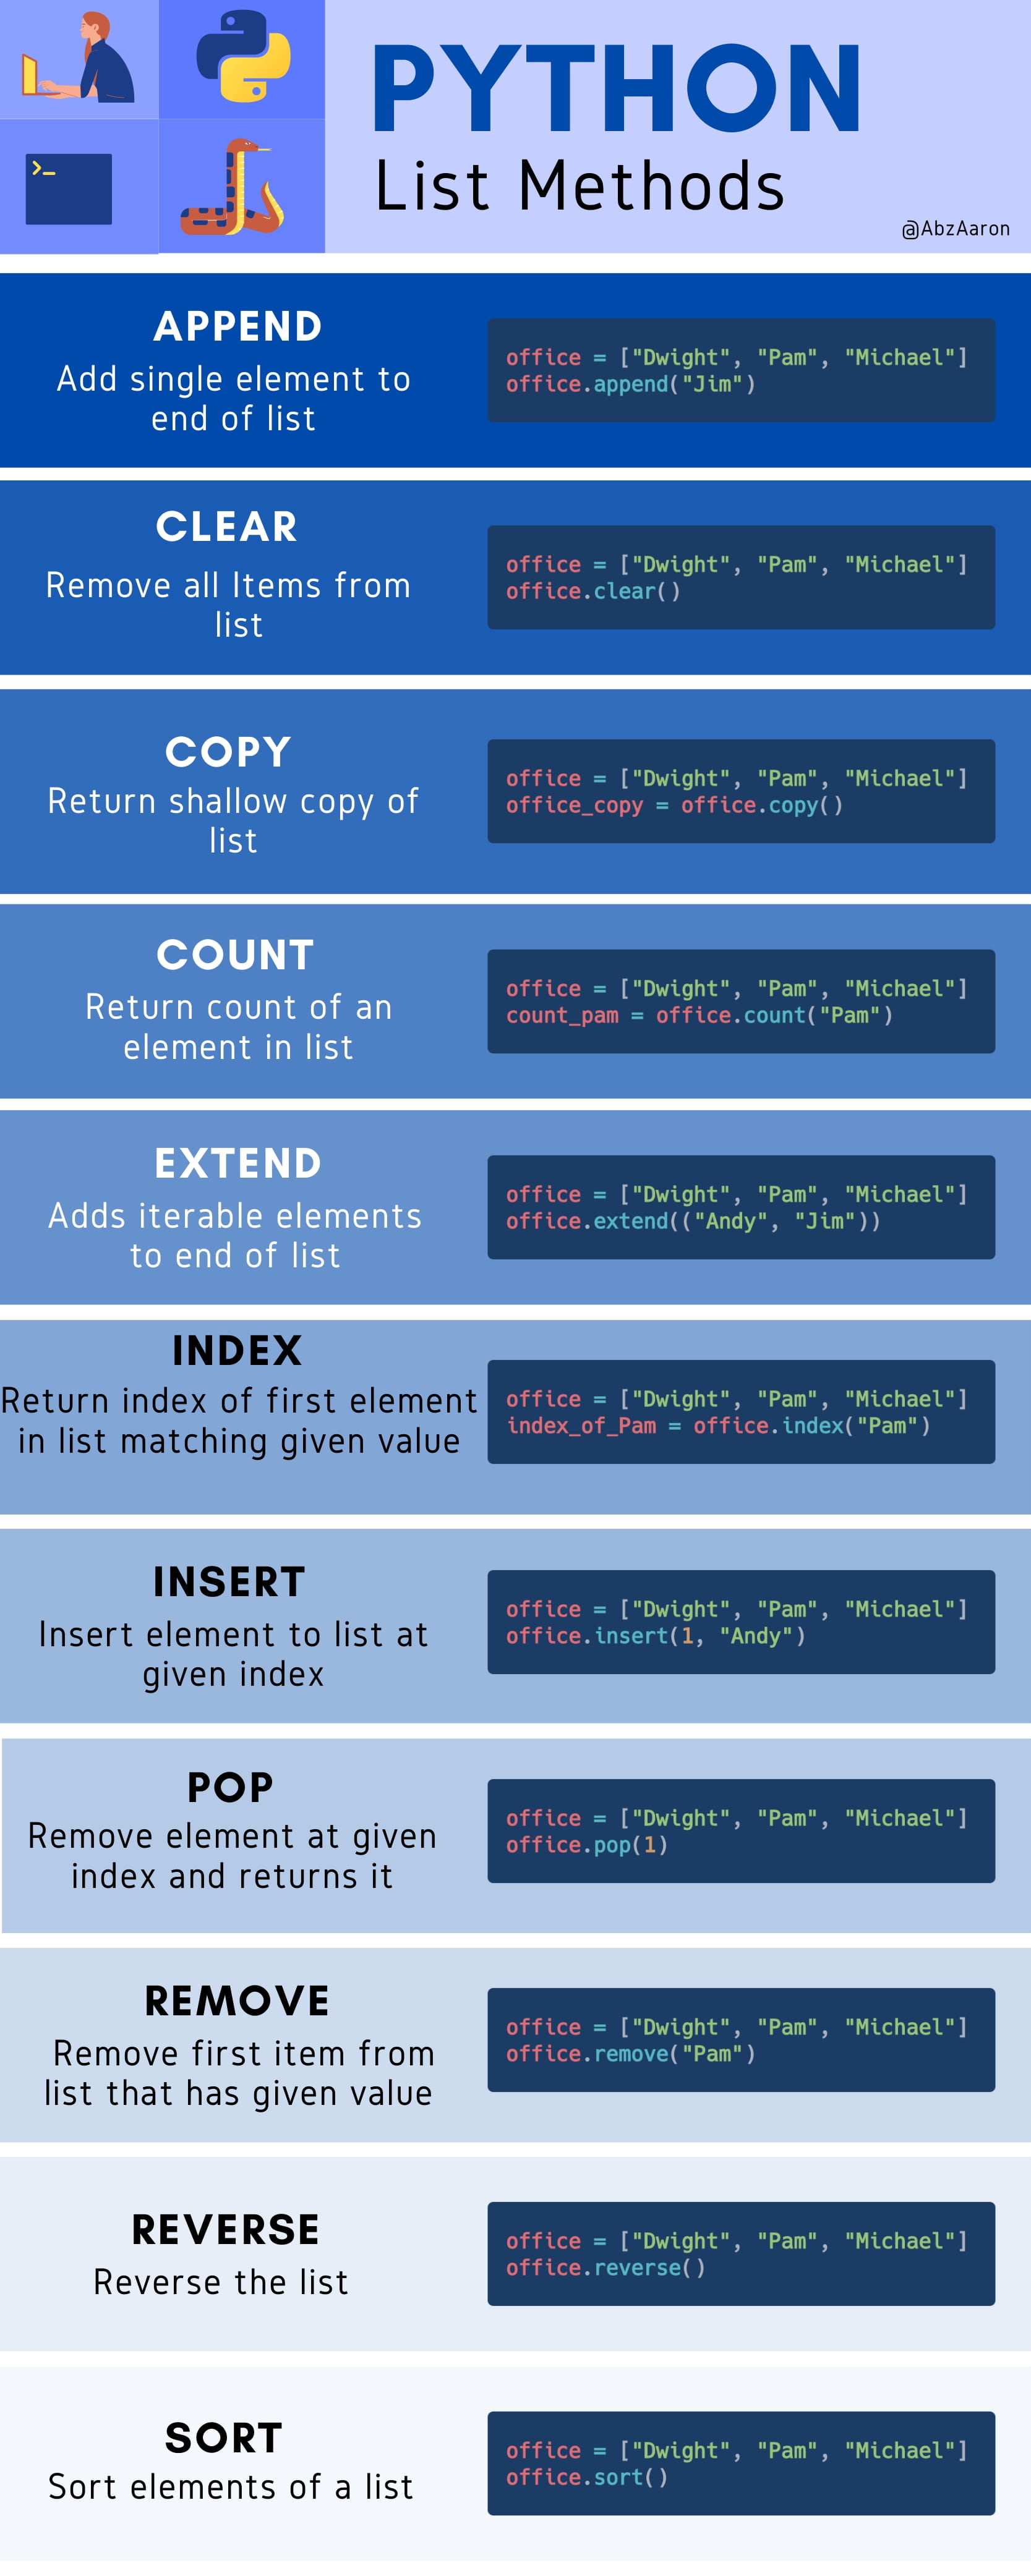 >_
PYTHON
List Methods
@AbzAaron
APPEND
Add single element to
end of list
office = ["Dwight", "Pam", "Michael"]
office.append("Jim")
CLEAR
Remove all Items from
list
office = ["Dwight", "Pam", "Michael"]
office.clear()
COPY
Return shallow copy of
list
office = ["Dwight", "Pam", "Michael"]
office_copy = office.copy()
COUNT
Return count of an
element in list
office = ["Dwight", "Pam", "Michael"]
count_pam = office.count("Pam")
EXTEND
Adds iterable elements
to end of list
office = ["Dwight", "Pam", "Michael"]
office.extend(("Andy", "Jim"))
INDEX
Return index of first element
in list matching given value
office = ["Dwight", "Pam", "Michael"]
index_of_Pam = office.index("Pam")
INSERT
Insert element to list at
given index
office = ["Dwight", "Pam", "Michael"]
office.insert(1, "Andy")
POP
Remove element at given
index and returns it
office = ["Dwight", "Pam", "Michael"]
office.pop(1)
REMOVE
Remove first item from
list that has given value
office = ["Dwight", "Pam", "Michael"]
office.remove("Pam")
REVERSE
Reverse the list
office = ["Dwight", "Pam", "Michael"]
office.reverse()
SORT
Sort elements of a list
office = ["Dwight", "Pam", "Michael"]
office.sort()